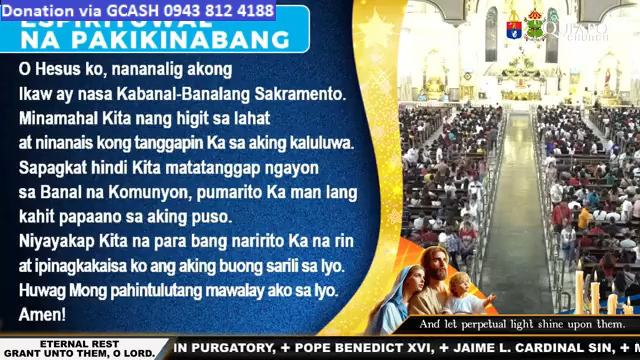 Donation via GCASH 0943 812 4188
NA PAKIKINABANG
O Hesus ko, nananalig akong
Ikaw ay nasa Kabanal-Banalang Sakramento.
Minamahal Kita nang higit sa lahat
at ninanais kong tanggapin Ka sa aking kaluluwa.
Sapagkat hindi Kita matatanggap ngayon
sa Banal na Komunyon, pumarito Ka man lang
kahit papaano sa aking puso.
Niyayakap Kita na para bang naririto Ka na rin
at ipinagkakaisa ko ang aking buong sarili sa Iyo.
Huwag Mong pahintulutang mawalay ako sa Iyo.
Amen!
QUIAPO
CHURCH
And let perpetual light shine upon them.
ETERNAL REST
GRANT UNTO THEM, O LORD.
IN PURGATORY, + POPE BENEDICT XVI, + JAIME L. CARDINAL SIN, +